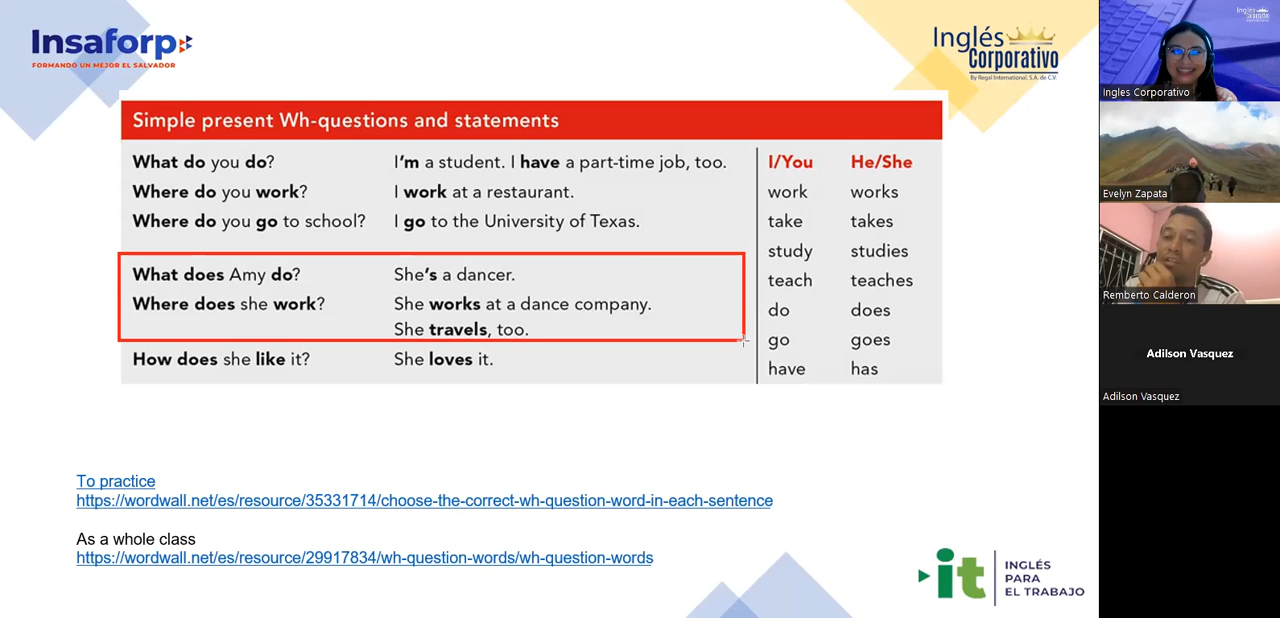 Insaforp
FORMANDO UN MEJOR EL SALVADOR
Inglés
Corporativo
By Regal International, S.A. de C.V.
Simple present Wh-questions and statements
What do you do? I'm a student. I have a part-time job, too.
Where do you work? I work at a restaurant.
Where do you go to school? I go to the University of Texas.
What does Amy do? She's a dancer.
Where does she work? She works at a dance company.
She travels, too.
How does she like it? She loves it.
I/You He/She
work works
take takes
study studies
teach teaches
do does
go goes
have has
To practice
https://wordwall.net/es/resource/35331714/choose-the-correct-wh-question-word-in-each-sentence
As a whole class
https://wordwall.net/es/resource/29917834/wh-question-words/wh-question-words
it
INGLÉS
PARA
EL TRABAJO
Ingles Corporativo
Evelyn Zapata
Remberto Calderon
Adilson Vasquez
Adilson Vasquez